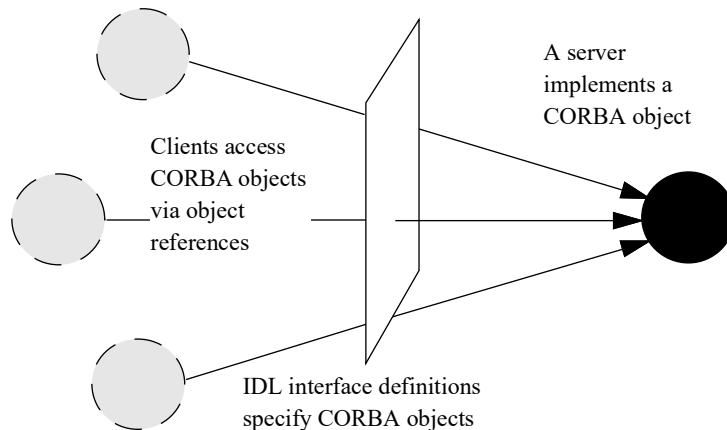 A server
implements a
CORBA object
Clients access
CORBA objects
via object
references
IDL interface definitions
specify CORBA objects